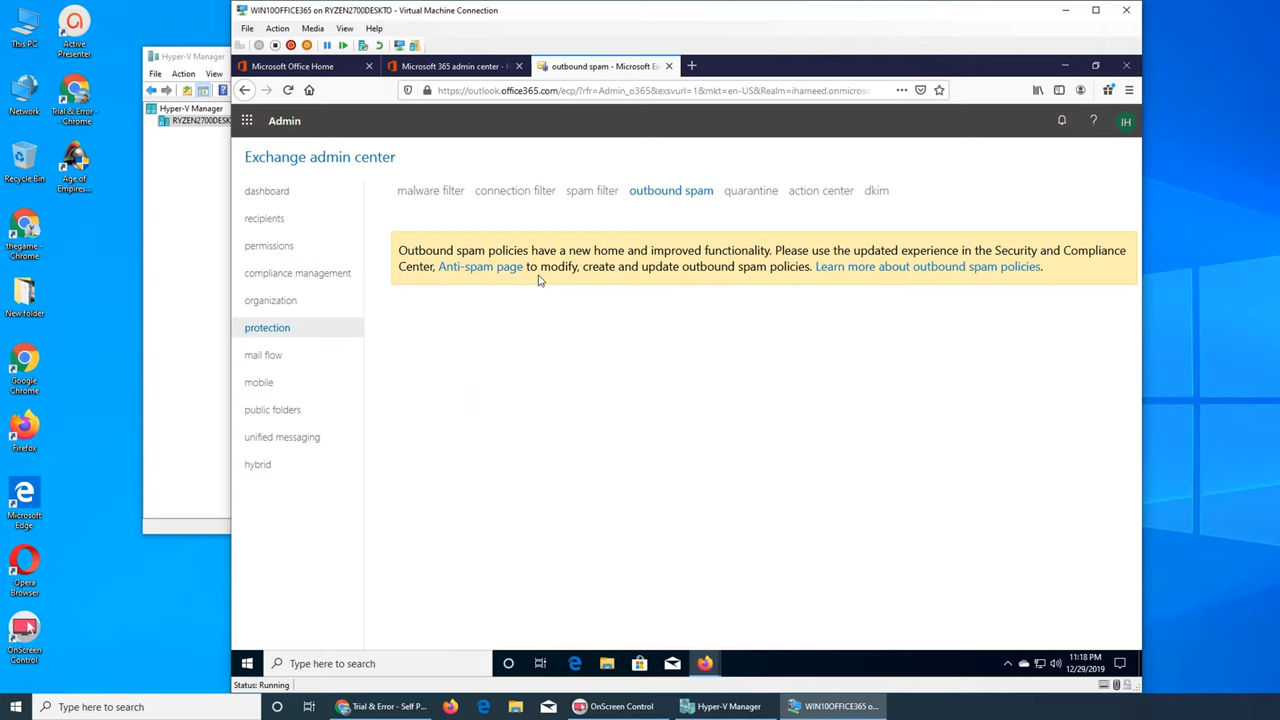 WIN10OFFICE365 on RYZEN2700DESKTO - Virtual Machine Connection
File Action Media View Help
Microsoft Office Home
Microsoft 365 admin center - H
outbound spam - Microsoft Ex
https://outlook.office365.com/ecp/?rfr=Admin_o365&exsvurl=1&mkt=en-US&Realm=ihameed.onmicros
Admin
IH
Exchange admin center
dashboard
recipients
permissions
compliance management
organization
protection
mail flow
mobile
public folders
unified messaging
hybrid
malware filter connection filter spam filter outbound spam quarantine action center dkim
Outbound spam policies have a new home and improved functionality. Please use the updated experience in the Security and Compliance
Center, Anti-spam page to modify, create and update outbound spam policies. Learn more about outbound spam policies.
Type here to search
11:18 PM
12/29/2019
Status: Running
Hyper-V Manager
File Action View
Hyper-V Manager
RYZEN2700DESK
This PC
Active
Presenter
Network
Trial & Error -
- Chrome
Recycle Bin
Age of
Empires...
thegame -
Chrome
New folder
Google
Chrome
Firefox
Microsoft
Edge
Opera
Browser
OnScreen
Control
Type here to search
Trial & Error - Self P...
OnScreen Control
Hyper-V Manager
WIN10OFFICE365 o...